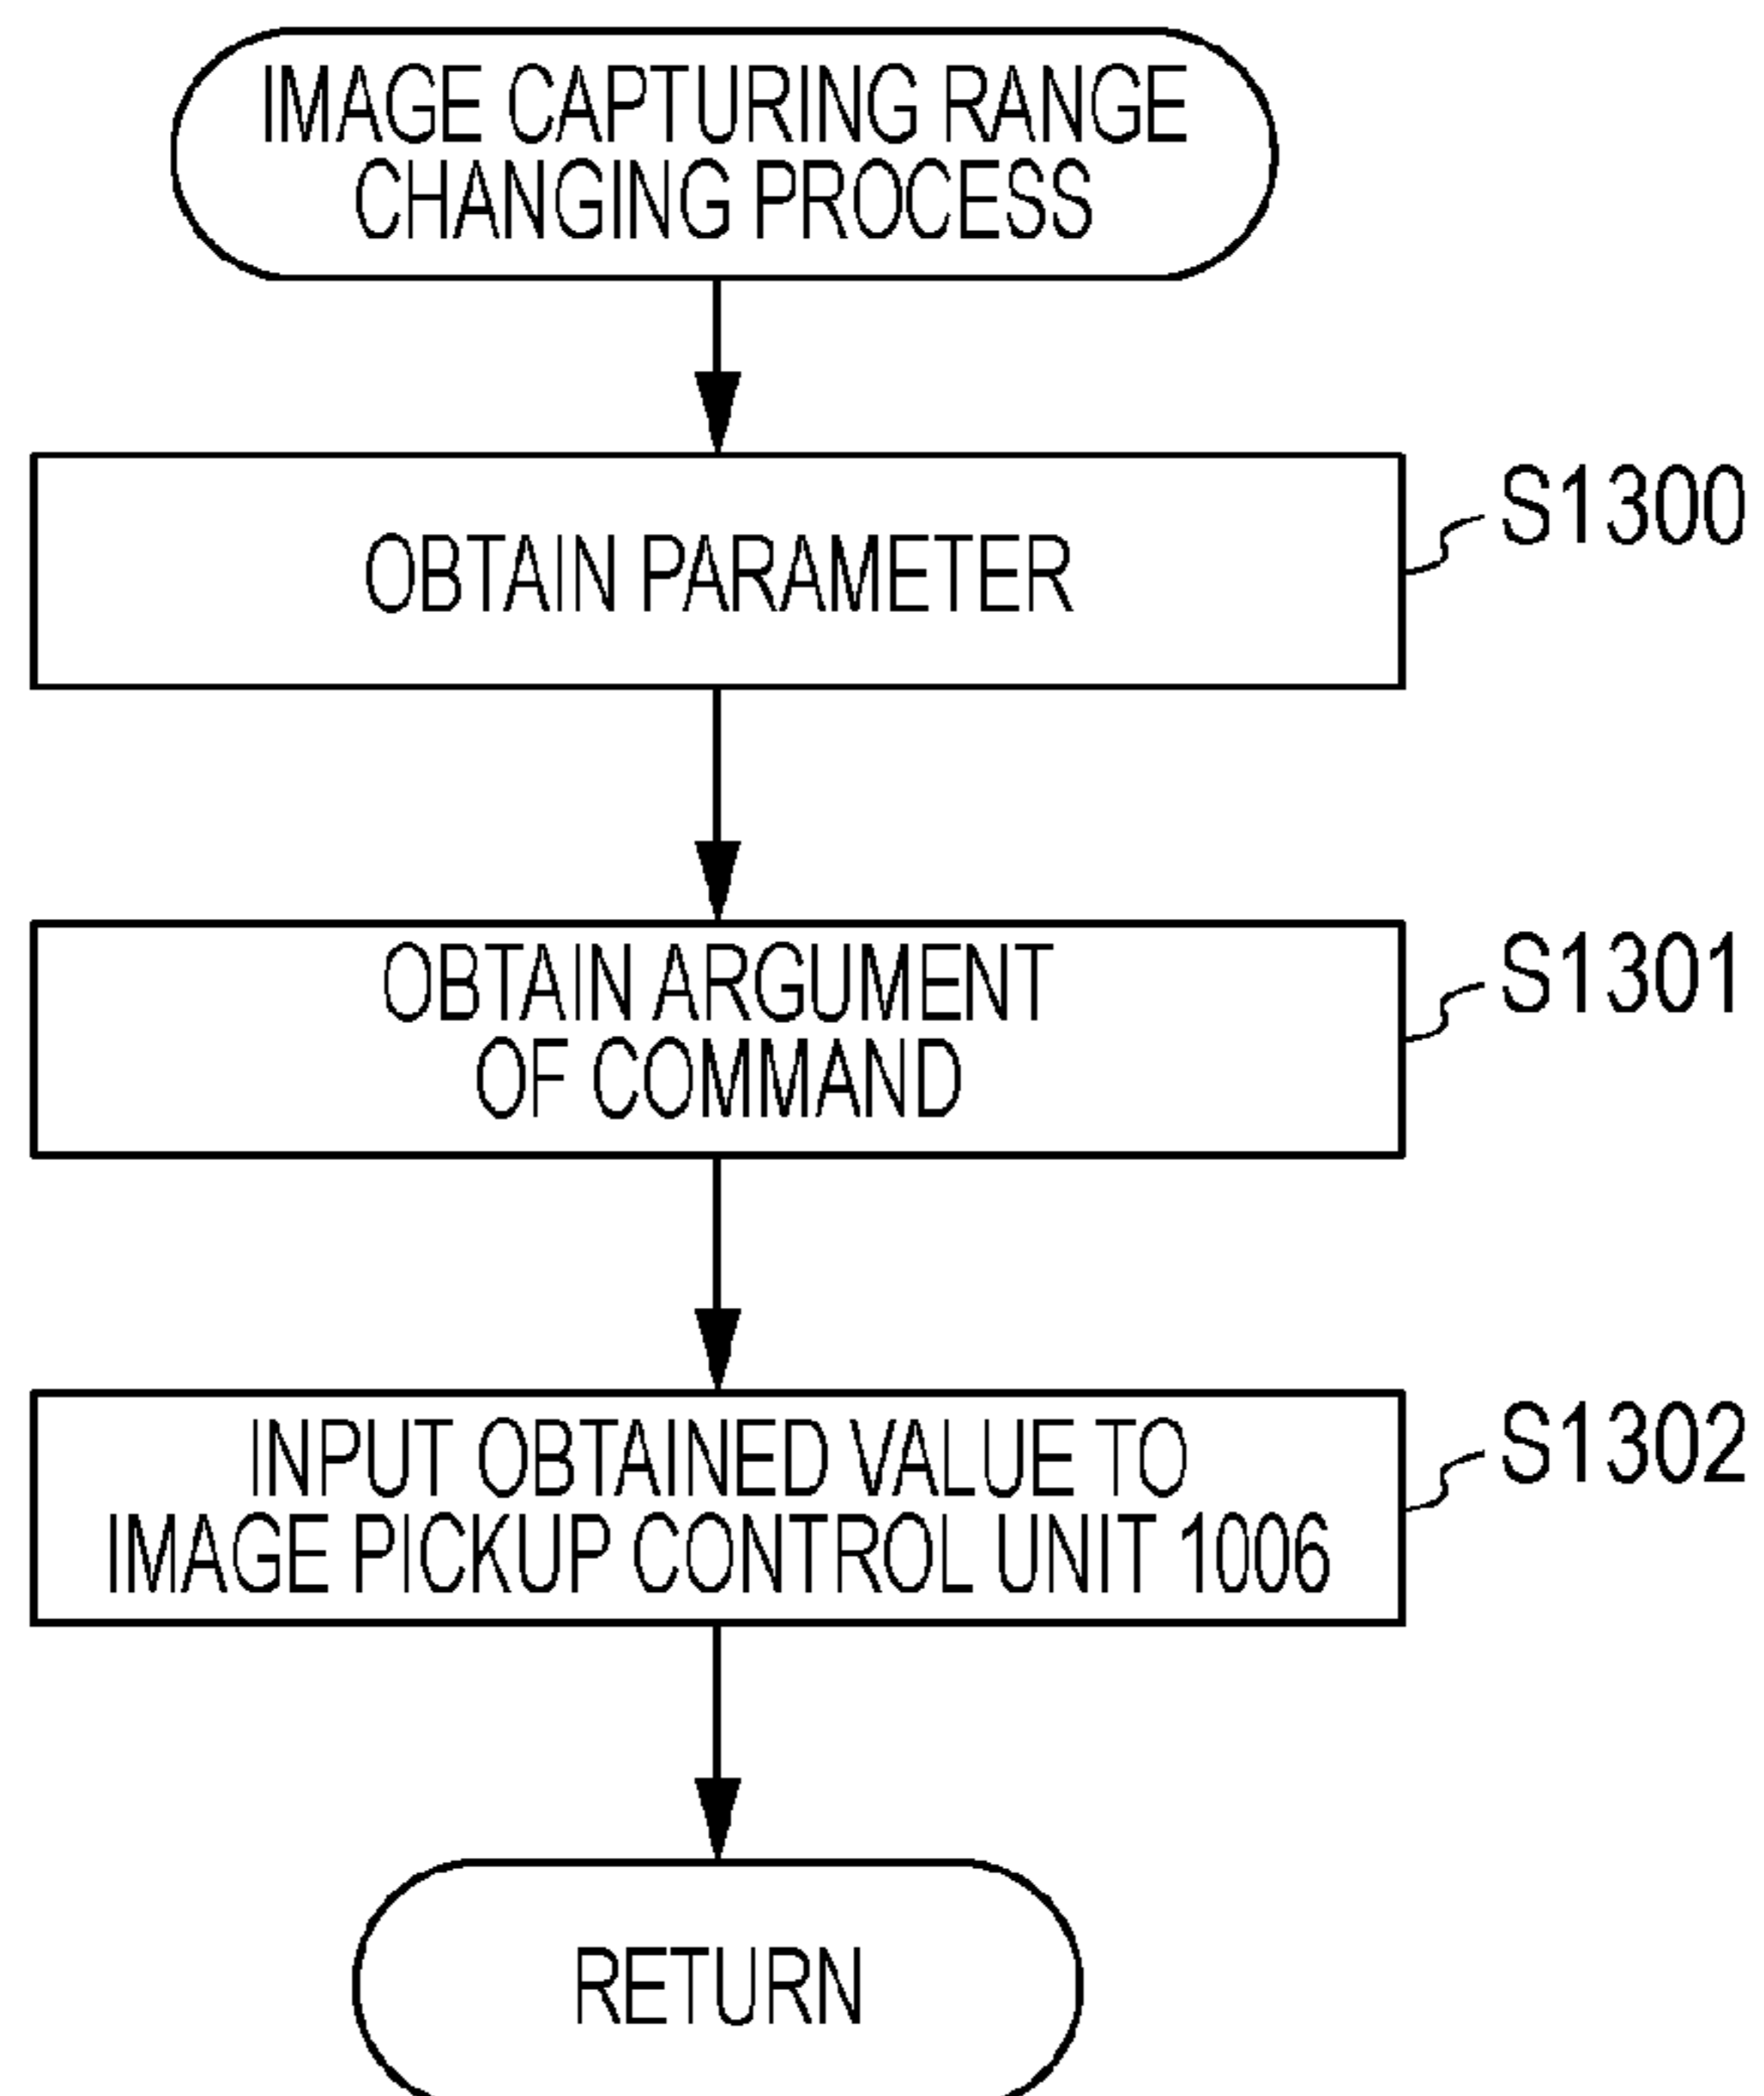 IMAGE CAPTURING RANGE
CHANGING PROCESS
OBTAIN PARAMETER
S1300
OBTAIN ARGUMENT
OF COMMAND
S1301
INPUT OBTAINED VALUE TO
IMAGE PICKUP CONTROL UNIT 1006
S1302
RETURN